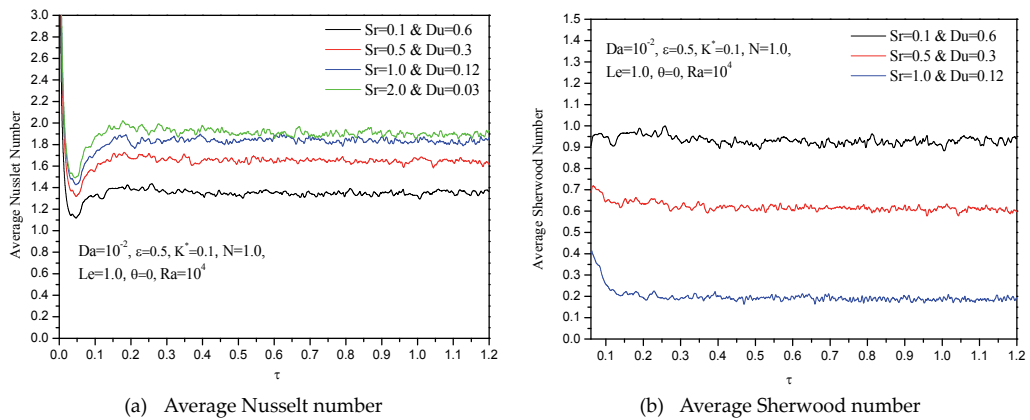 3.0
2.8
2.6
2.4
2.2
2.0
1.8
1.6
1.4
1.2
1.0
0.8
0.6
0.4
0.2
0.0
Average Nusslet Number
Sr=0.1 & Du=0.6
Sr=0.5 & Du=0.3
Sr=1.0 & Du=0.12
Sr=2.0 & Du=0.03
Da=10⁻², ε=0.5, K*=0.1, N=1.0,
Le=1.0, θ=0, Ra=10⁴
0.0 0.1 0.2 0.3 0.4 0.5 0.6 0.7 0.8 0.9 1.0 1.1 1.2
τ
(a) Average Nusselt number
1.5
1.4
1.3
1.2
1.1
1.0
0.9
0.8
0.7
0.6
0.5
0.4
0.3
0.2
0.1
0.0
Average Sherwood Number
Da=10⁻², ε=0.5, K*=0.1, N=1.0,
Le=1.0, θ=0, Ra=10⁴
Sr=0.1 & Du=0.6
Sr=0.5 & Du=0.3
Sr=1.0 & Du=0.12
0.1 0.2 0.3 0.4 0.5 0.6 0.7 0.8 0.9 1.0 1.1 1.2
τ
(b) Average Sherwood number